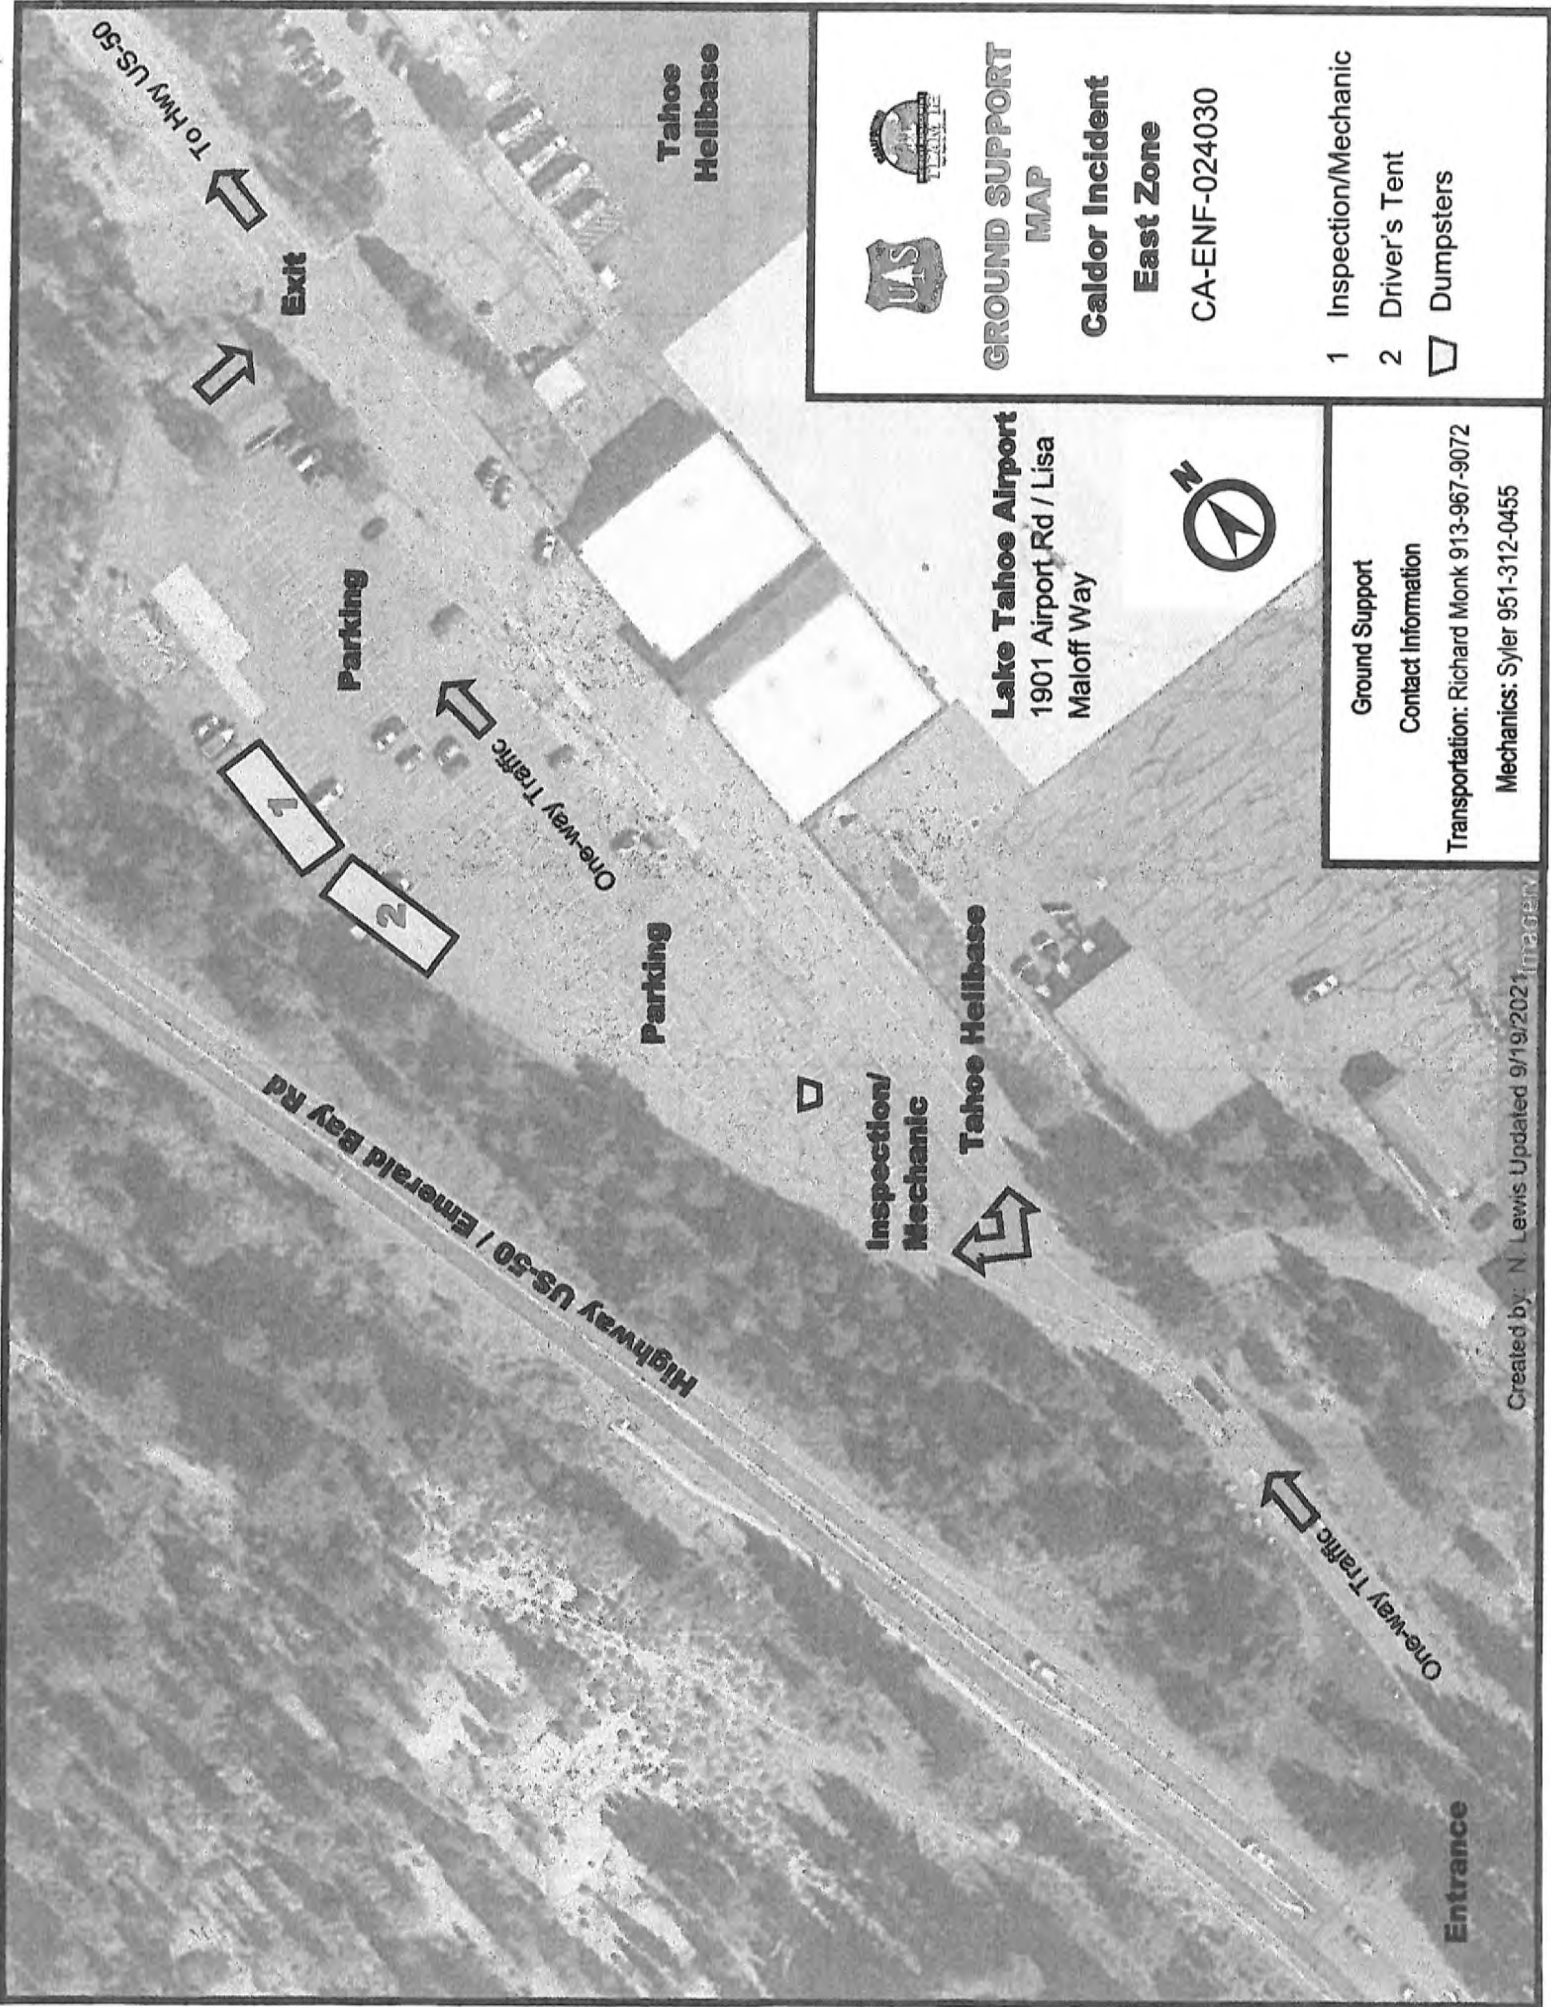 To Hwy US-50
Exit
Tahoe
Helibase
Parking
One-way Traffic
1
2
Parking
Highway US-50 / Emerald Bay Rd
Inspection/
Mechanic
Tahoe Helibase
One-way Traffic
Entrance
Lake Tahoe Airport
1901 Airport Rd / Lisa
Maloff Way
N
UAS
GROUND SUPPORT
MAP
Caldor Incident
East Zone
CA-ENF-024030
1 Inspection/Mechanic
2 Driver's Tent
Dumpsters
Ground Support
Contact Information
Transportation: Richard Monk 913-967-9072
Mechanics: Syler 951-312-0455
Created by: N. Lewis Updated 9/19/2021